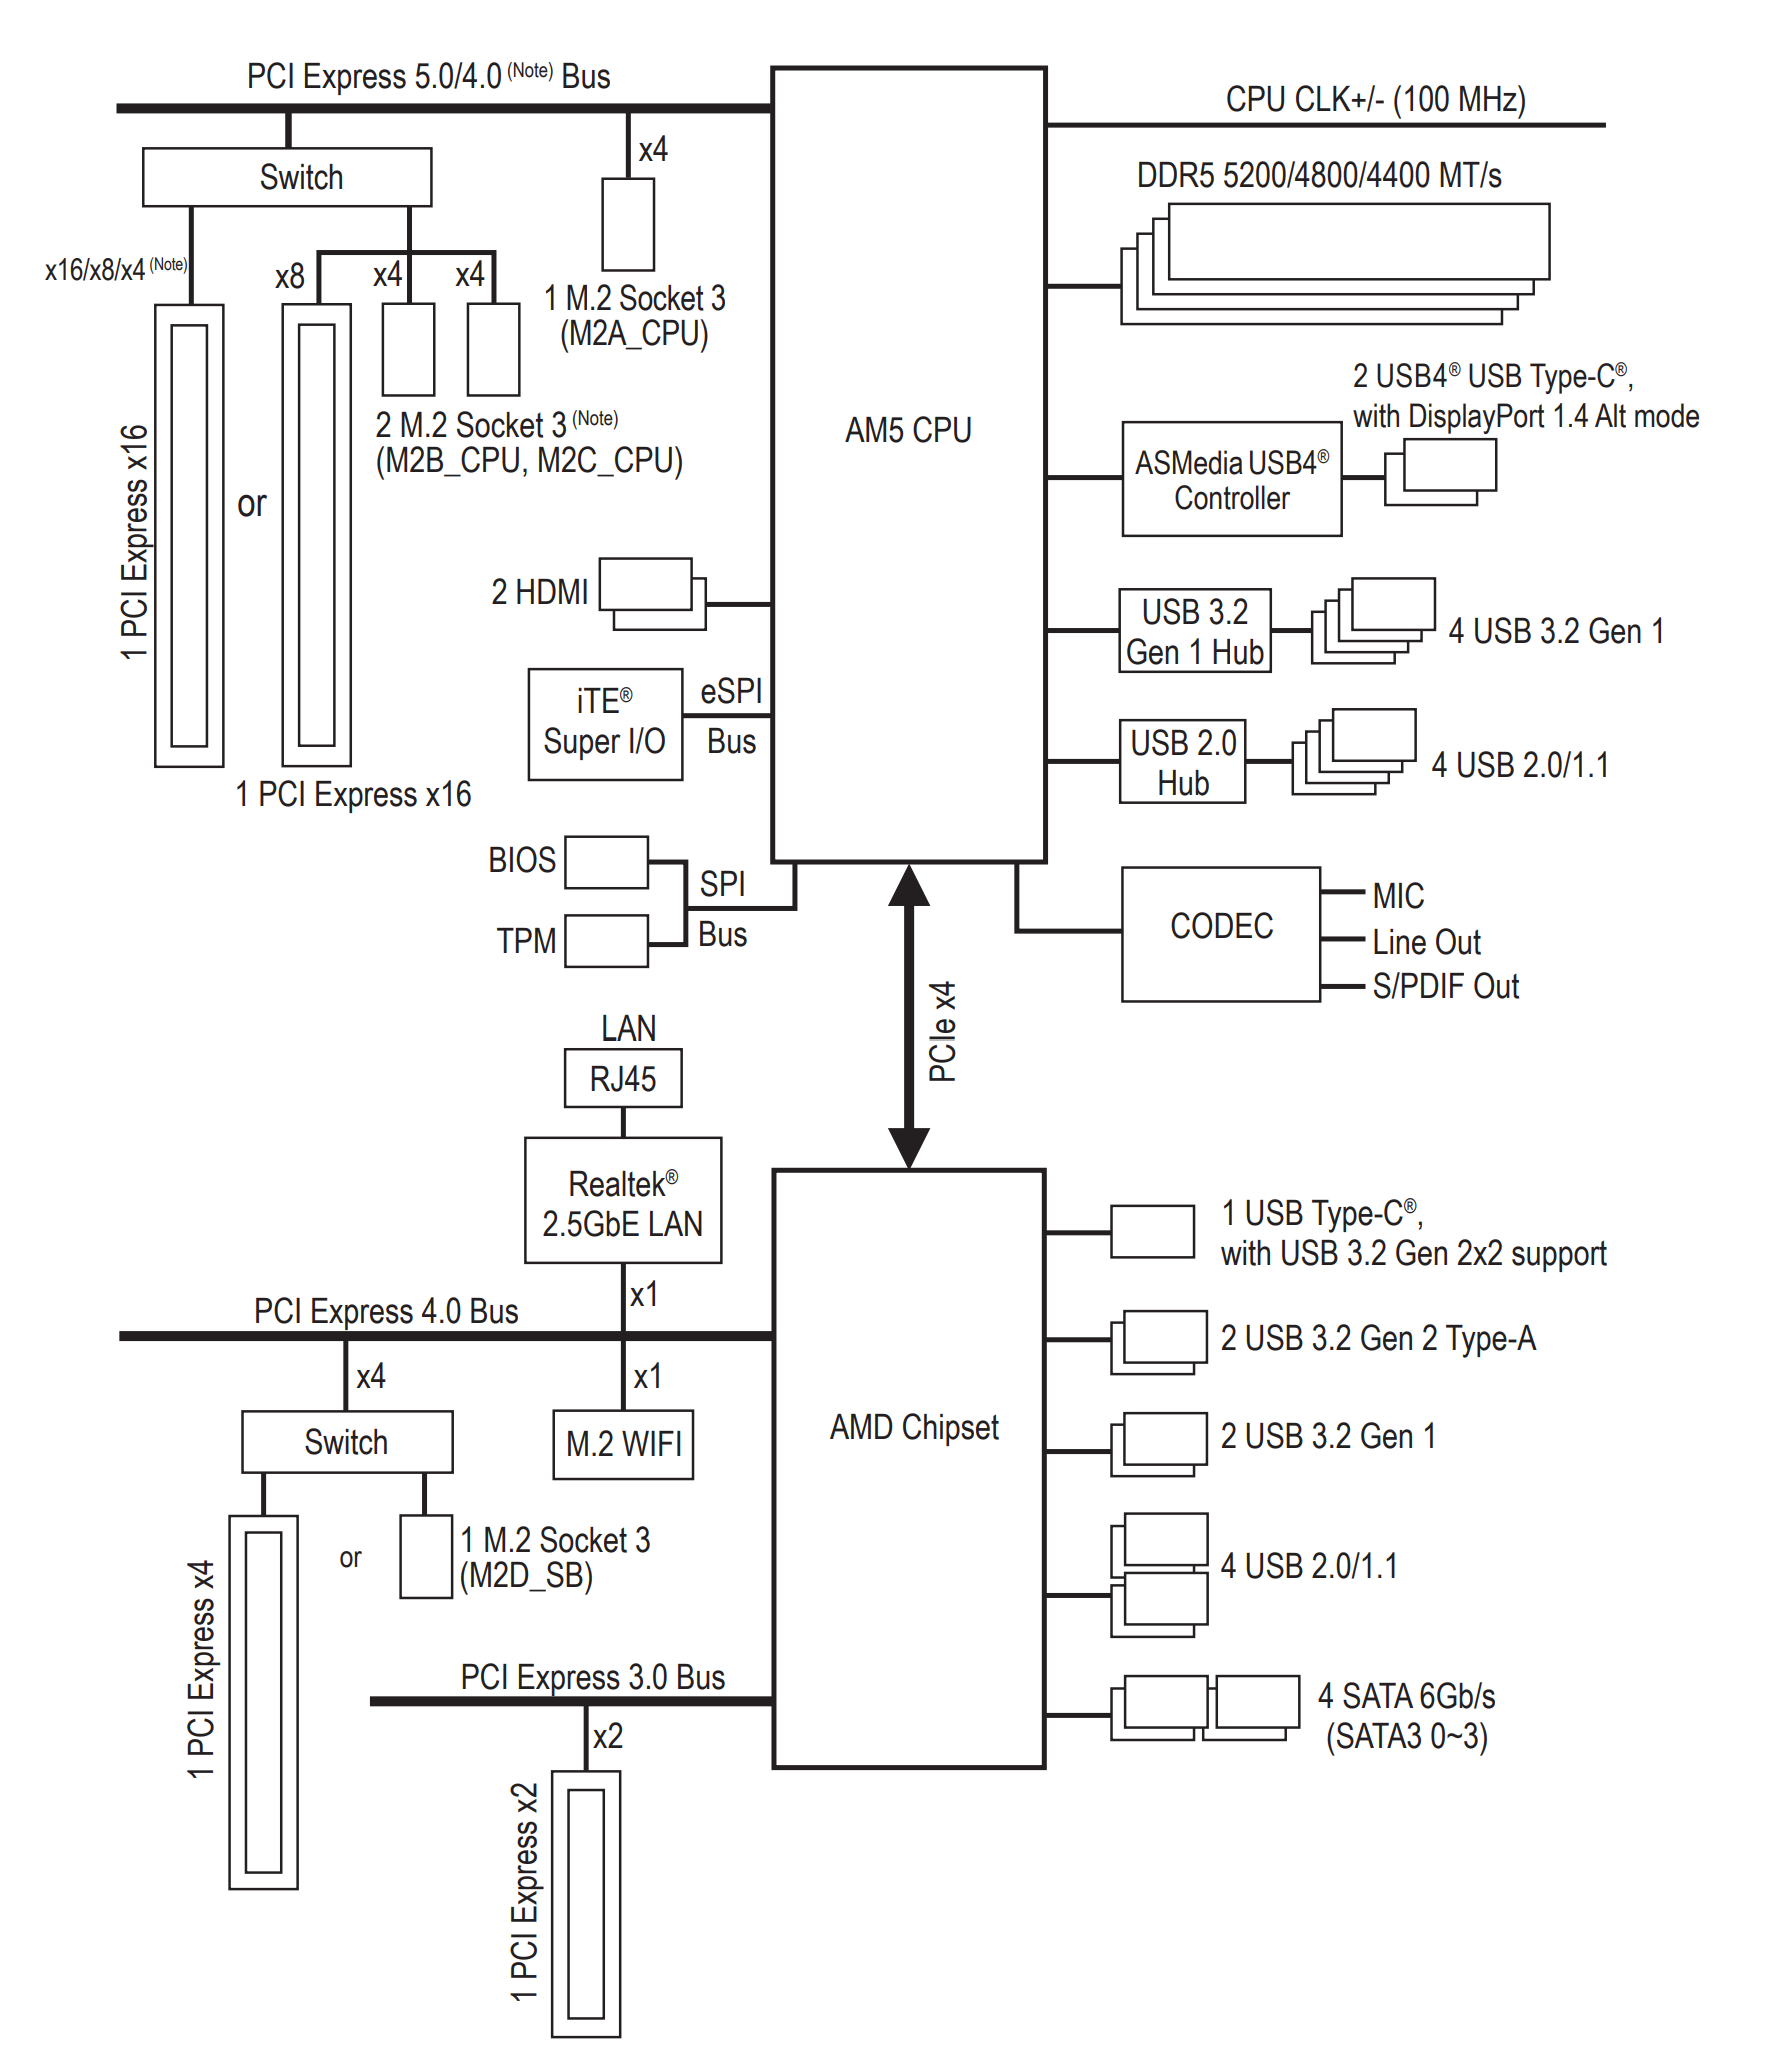 PCI Express 5.0/4.0 (Note) Bus
CPU CLK+/- (100 MHz)
x4
Switch
DDR5 5200/4800/4400 MT/s
x16/x8/x4 (Note)
x8
x4
x4
1 M.2 Socket 3
(M2A_CPU)
2 USB4® USB Type-C®,
with DisplayPort 1.4 Alt mode
2 M.2 Socket 3 (Note)
(M2B_CPU, M2C_CPU)
AM5 CPU
ASMedia USB4®
Controller
1 PCI Express x16
or
2 HDMI
USB 3.2
Gen 1 Hub
4 USB 3.2 Gen 1
iTE®
Super I/O
eSPI
Bus
USB 2.0
Hub
4 USB 2.0/1.1
1 PCI Express x16
BIOS
TPM
SPI
Bus
CODEC
MIC
Line Out
S/PDIF Out
PCIe x4
LAN
RJ45
Realtek®
2.5GbE LAN
x1
1 USB Type-C®,
with USB 3.2 Gen 2x2 support
PCI Express 4.0 Bus
2 USB 3.2 Gen 2 Type-A
x4
x1
Switch
M.2 WIFI
AMD Chipset
2 USB 3.2 Gen 1
1 PCI Express x4
or
1 M.2 Socket 3
(M2D_SB)
4 USB 2.0/1.1
PCI Express 3.0 Bus
4 SATA 6Gb/s
(SATA3 0~3)
x2
1 PCI Express x2